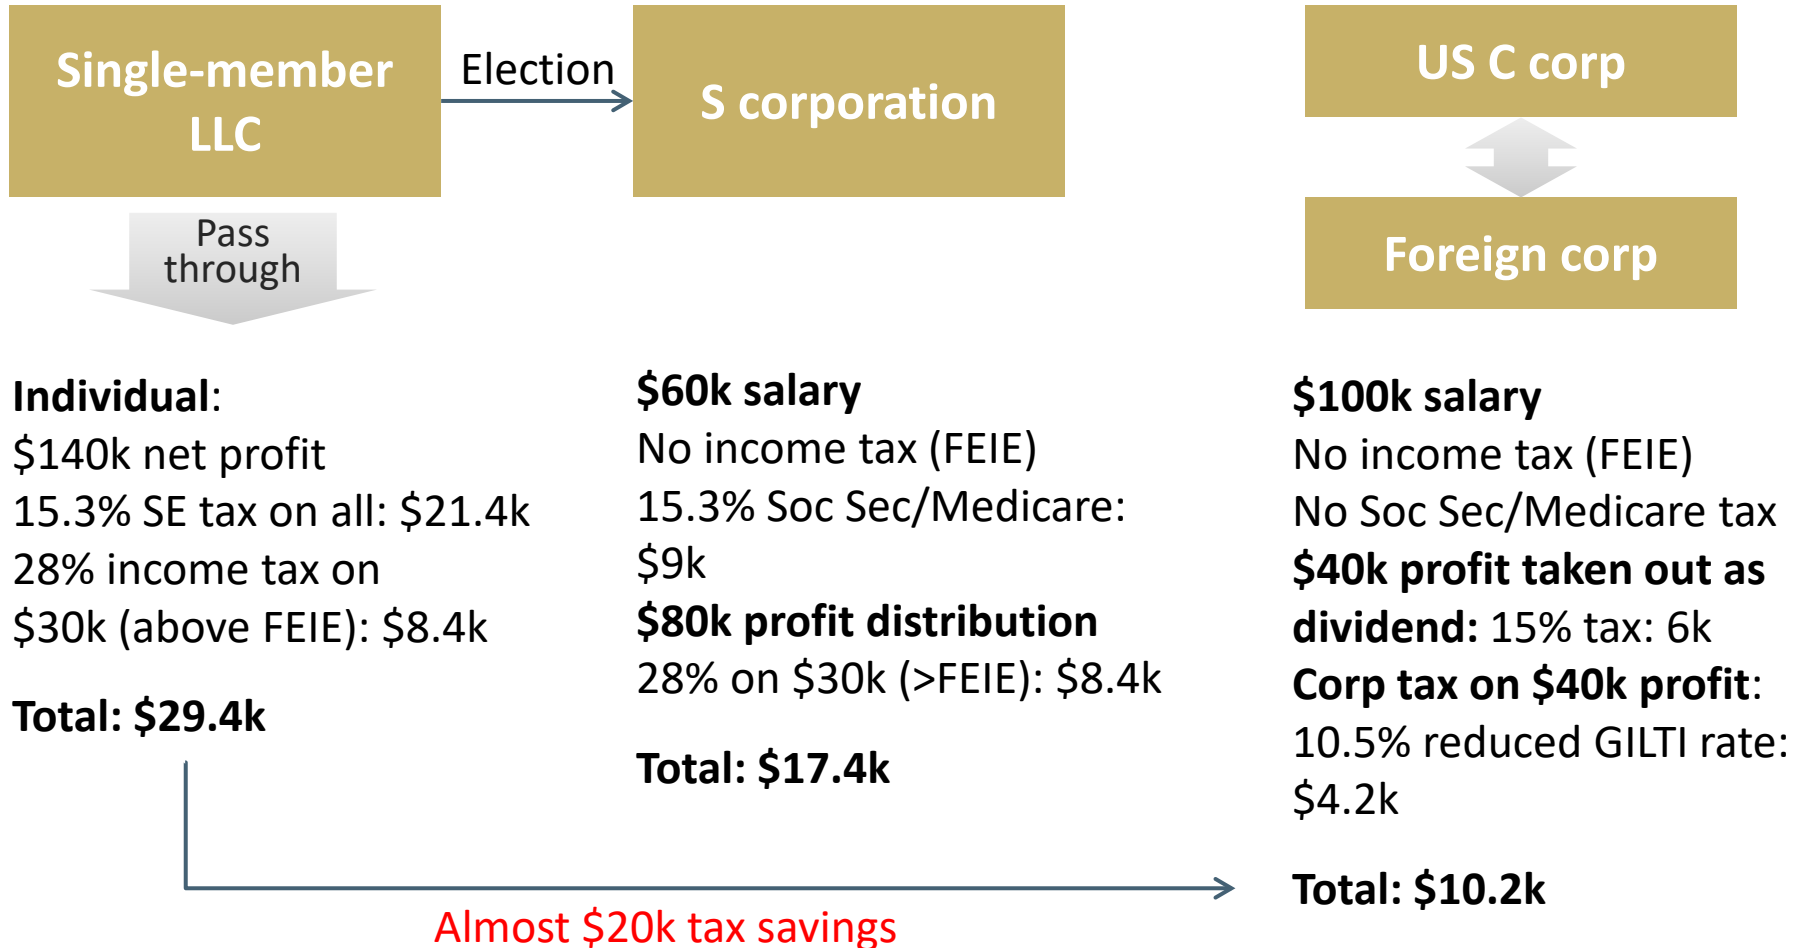 Single-member
LLC
Election
S corporation
US C corp
Foreign corp
Pass
through
Individual:
$140k net profit
15.3% SE tax on all: $21.4k
28% income tax on
$30k (above FEIE): $8.4k
Total: $29.4k
$60k salary
No income tax (FEIE)
15.3% Soc Sec/Medicare:
$9k
$80k profit distribution
28% on $30k (>FEIE): $8.4k
Total: $17.4k
$100k salary
No income tax (FEIE)
No Soc Sec/Medicare tax
$40k profit taken out as
dividend: 15% tax: 6k
Corp tax on $40k profit:
10.5% reduced GILTI rate:
$4.2k
Total: $10.2k
Almost $20k tax savings